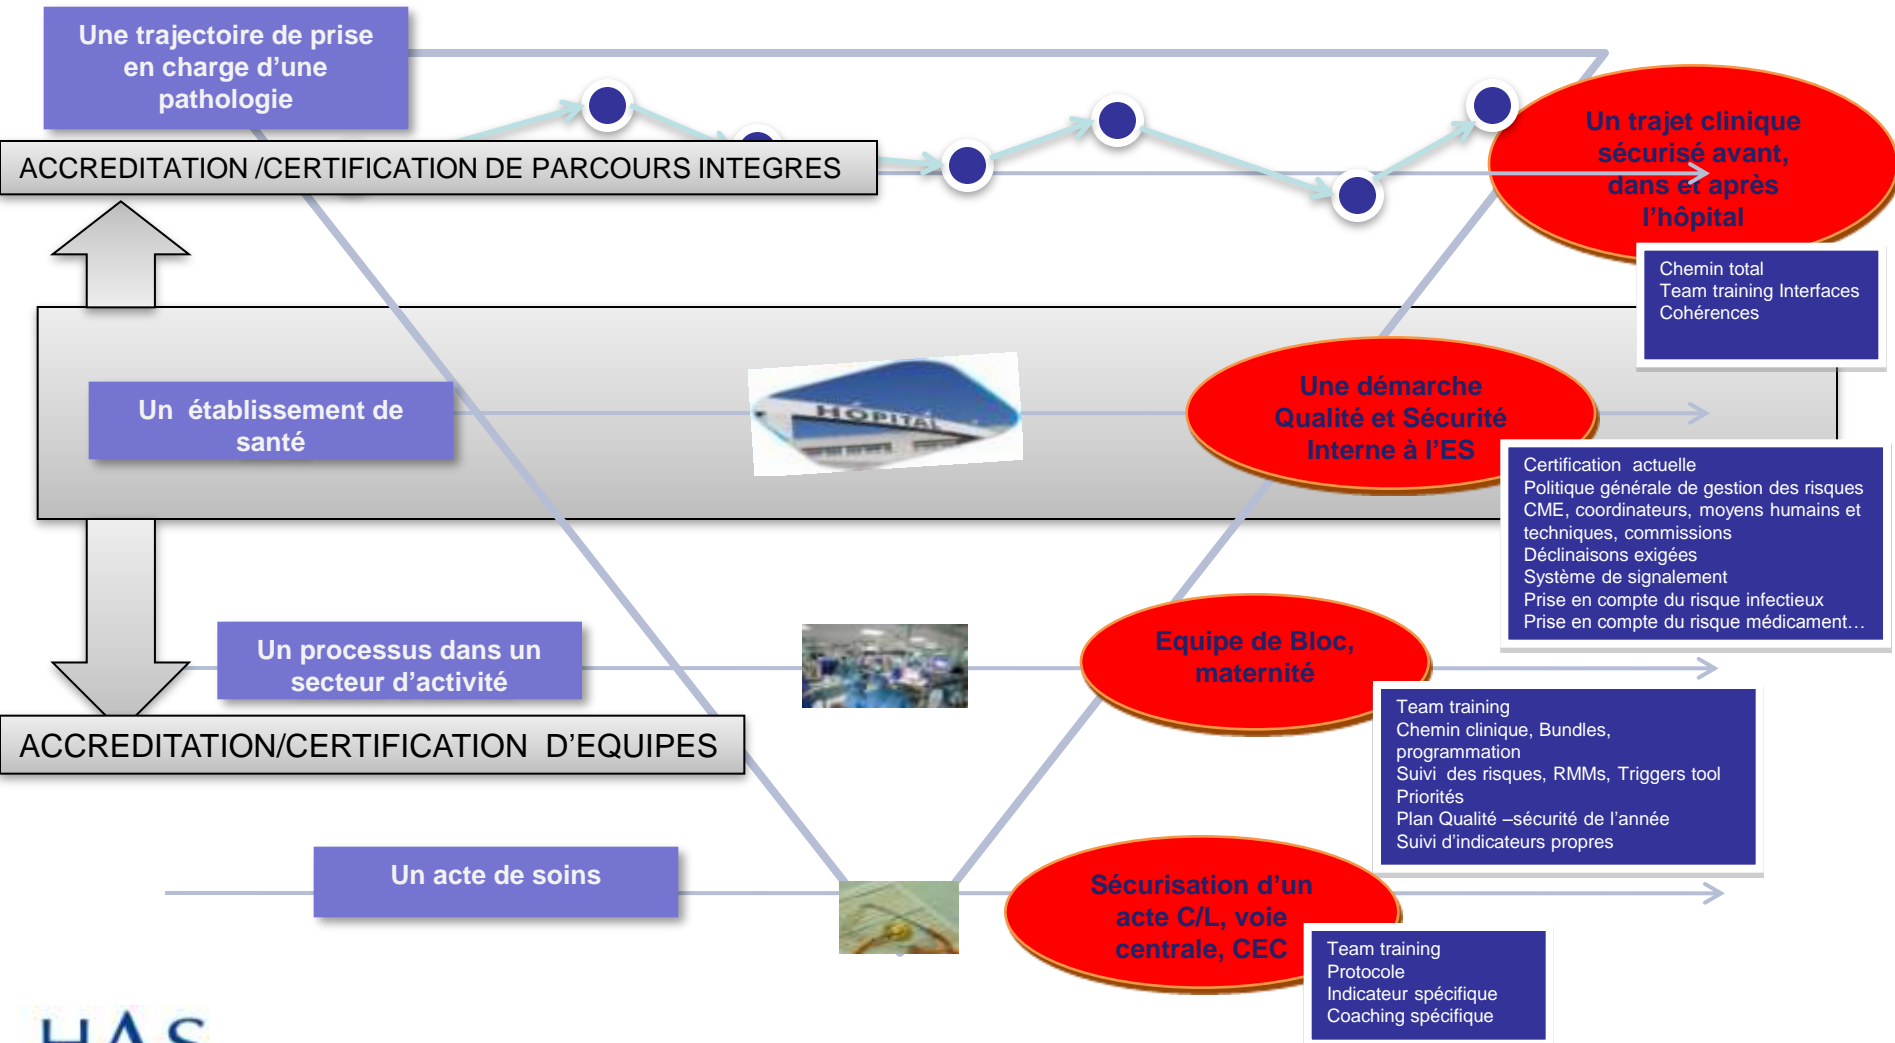 Une trajectoire de prise
en charge d’une
pathologie
Un trajet clinique
sécurisé avant,
dans et après
l’hôpital
ACCREDITATION /CERTIFICATION DE PARCOURS INTEGRES
Chemin total
Team training Interfaces
Cohérences
Un établissement de
santé
HÔPITAL
Une démarche
Qualité et Sécurité
Interne à l’ES
Certification actuelle
Politique générale de gestion des risques
CME, coordinateurs, moyens humains et
techniques, commissions
Déclinaisons exigées
Système de signalement
Prise en compte du risque infectieux
Prise en compte du risque médicament…
Un processus dans un
secteur d’activité
Equipe de Bloc,
maternité
Team training
Chemin clinique, Bundles,
programmation
Suivi des risques, RMMs, Triggers tool
Priorités
Plan Qualité –sécurité de l’année
Suivi d’indicateurs propres
ACCREDITATION/CERTIFICATION D’EQUIPES
Un acte de soins
Sécurisation d’un
acte C/L, voie
centrale, CEC
Team training
Protocole
Indicateur spécifique
Coaching spécifique
HAS